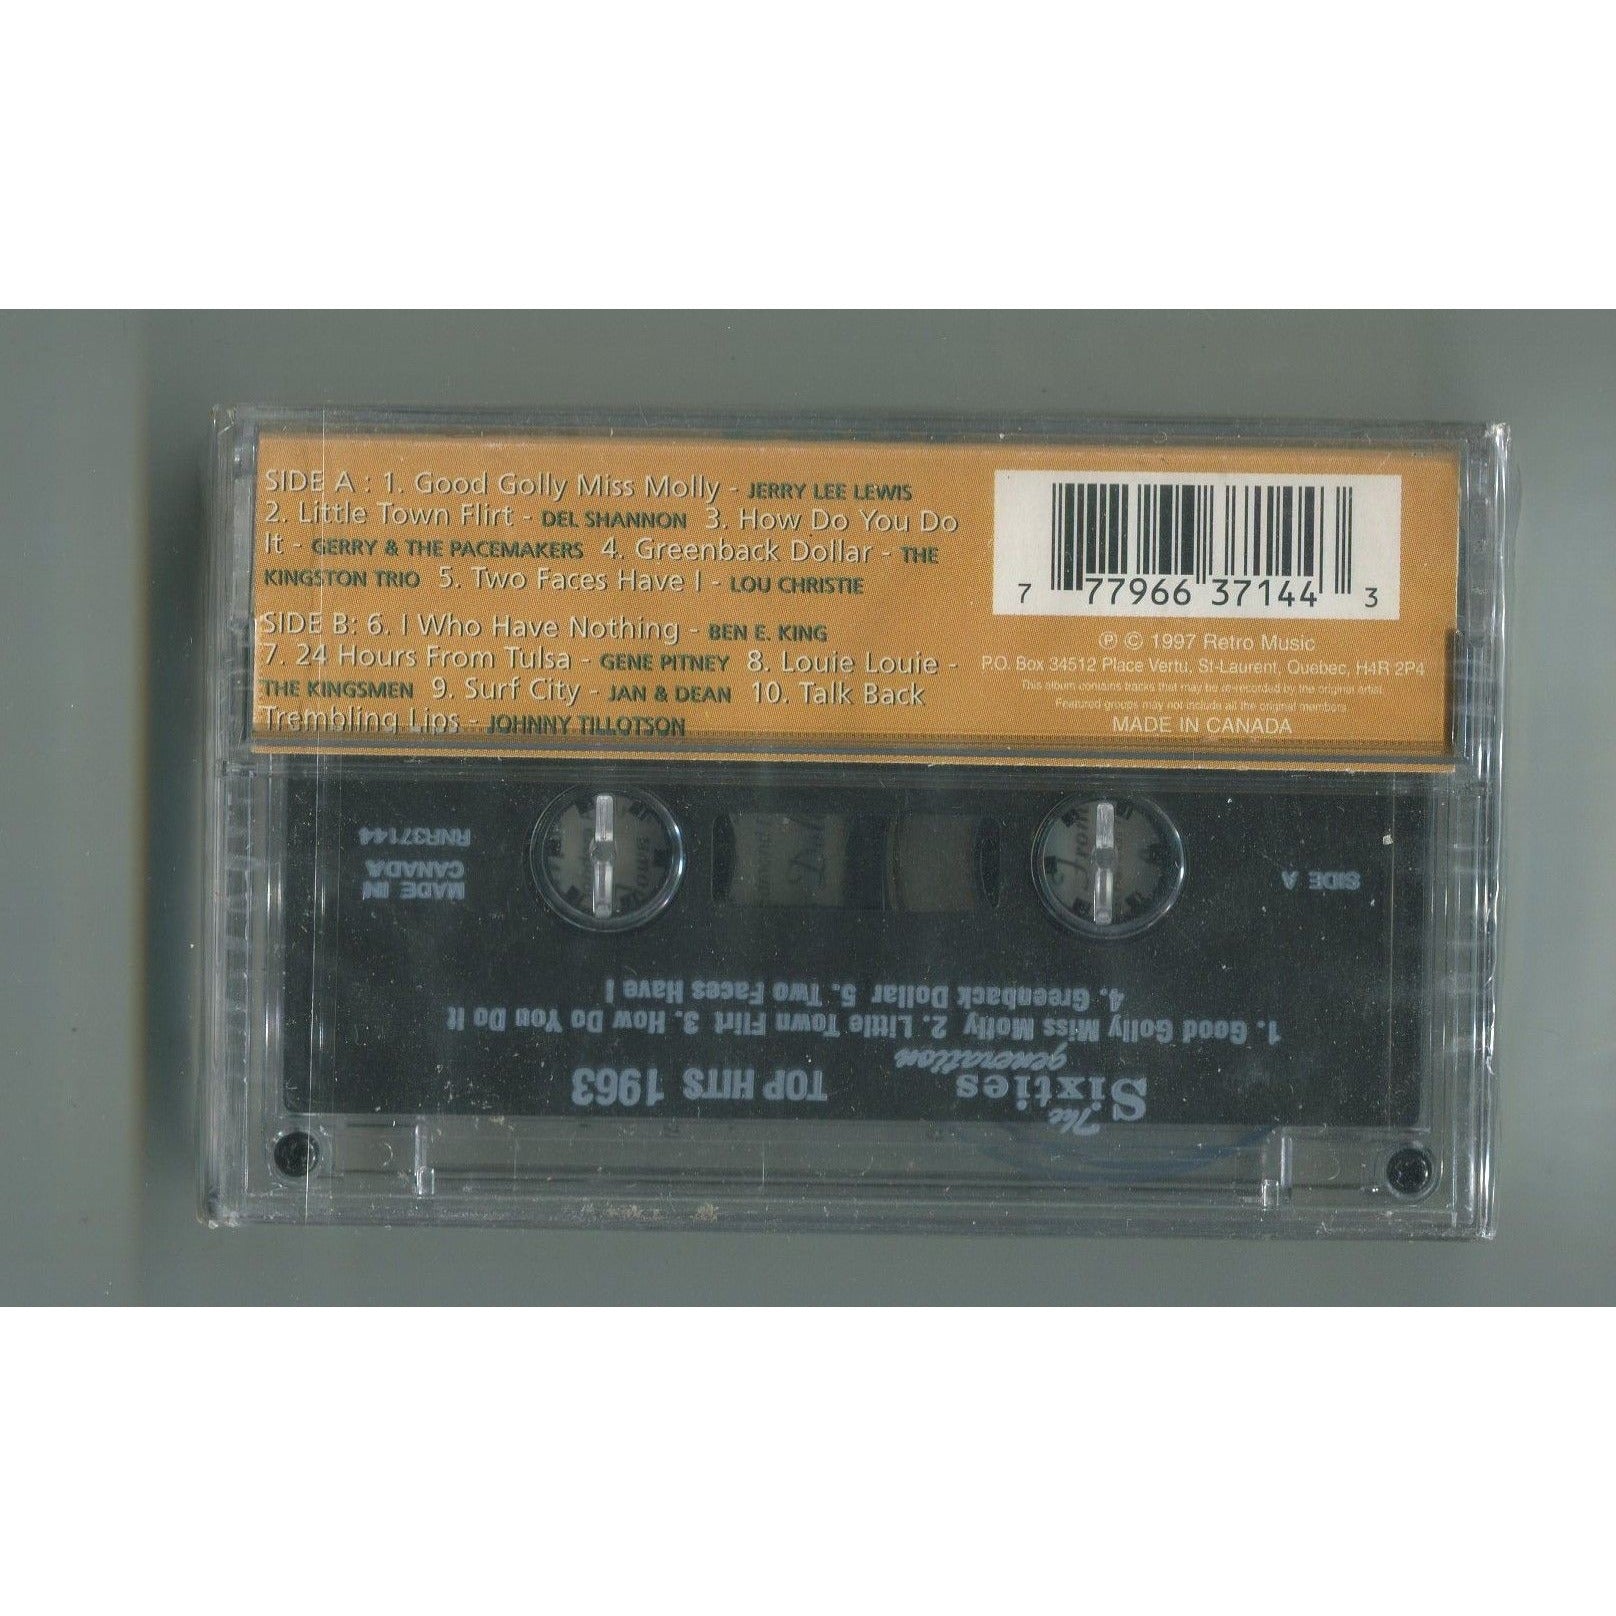 SIDE A : 1. Good Golly Miss Molly - JERRY LEE LEWIS
2. Little Town Flirt - DEL SHANNON 3. How Do You Do
It - GERRY & THE PACEMAKERS 4. Greenback Dollar - THE
KINGSTON TRIO 5. Two Faces Have I - LOU CHRISTIE
SIDE B: 6. I Who Have Nothing - BEN E. KING
7. 24 Hours From Tulsa - GENE PITNEY 8. Louie Louie -
THE KINGSMEN 9. Surf City - JAN & DEAN 10. Talk Back
Trembling Lips - JOHNNY TILLOTSON
7 77966 37144 3
℗ © 1997 Retro Music
P.O. Box 34512 Place Vertu, St-Laurent, Quebec, H4R 2P4
This album contains tracks that may be re-recorded by the original artist.
Featured groups may not include all the original members.
MADE IN CANADA
The Sixties generation TOP HITS 1963
1. Good Golly Miss Molly 2. Little Town Flirt 3. How Do You Do It
4. Greenback Dollar 5. Two Faces Have I
SIDE A
MADE IN
CANADA
RNR37144